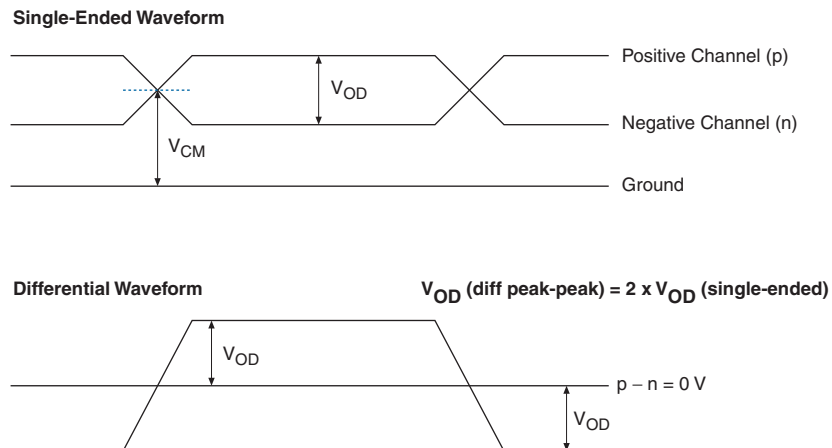 Single-Ended Waveform
Positive Channel (p)
VOD
Negative Channel (n)
VCM
Ground
Differential Waveform
VOD (diff peak-peak) = 2 x VOD (single-ended)
VOD
p – n = 0 V
VOD